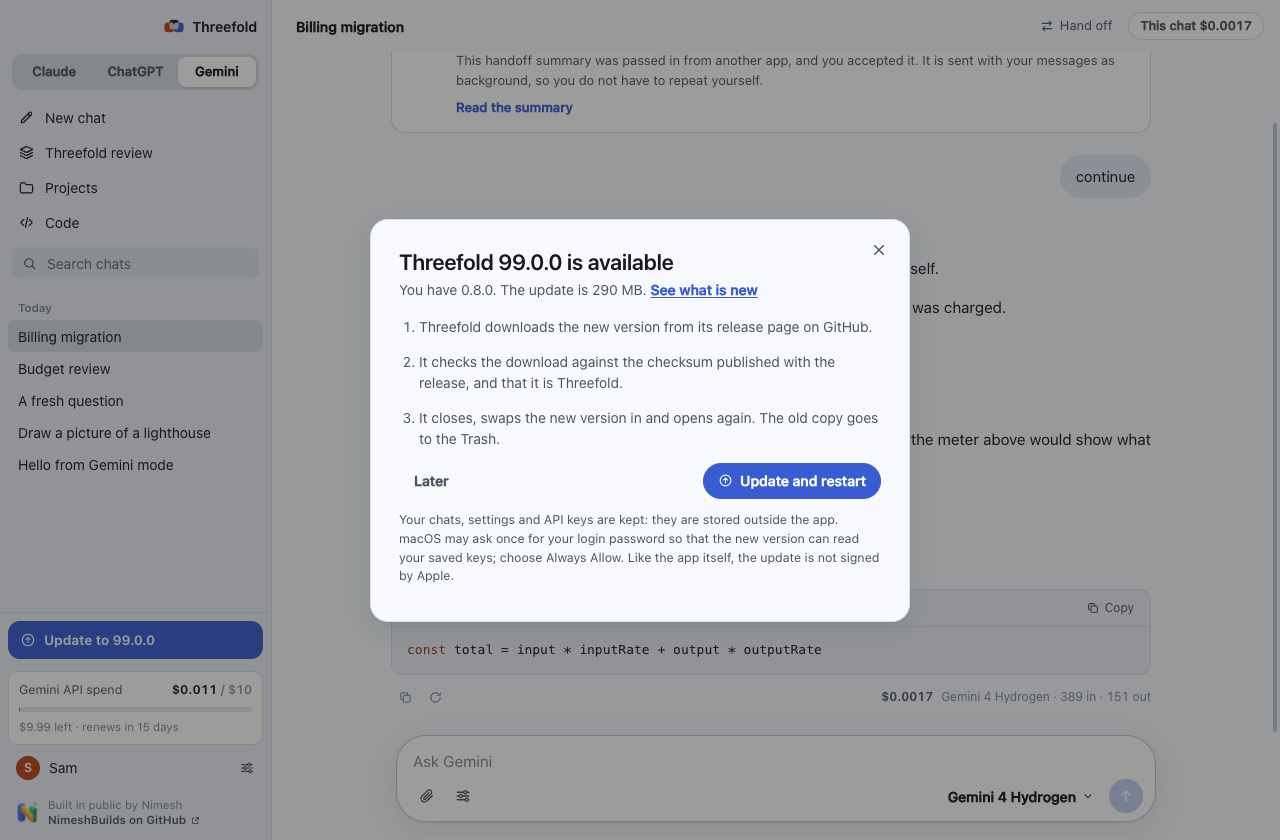 Threefold
Claude
ChatGPT
Gemini
New chat
Threefold review
Projects
Code
Search chats
Today
Billing migration
Budget review
A fresh question
Draw a picture of a lighthouse
Hello from Gemini mode
Update to 99.0.0
Gemini API spend
$0.011 / $10
$9.99 left · renews in 15 days
S
Sam
Built in public by Nimesh
NimeshBuilds on GitHub
Billing migration
Hand off
This chat $0.0017
This handoff summary was passed in from another app, and you accepted it. It is sent with your messages as
background, so you do not have to repeat yourself.
Read the summary
continue
self.
was charged.
the meter above would show what
Threefold 99.0.0 is available
You have 0.8.0. The update is 290 MB. See what is new
1. Threefold downloads the new version from its release page on GitHub.
2. It checks the download against the checksum published with the
release, and that it is Threefold.
3. It closes, swaps the new version in and opens again. The old copy goes
to the Trash.
Later
Update and restart
Your chats, settings and API keys are kept: they are stored outside the app.
macOS may ask once for your login password so that the new version can read
your saved keys; choose Always Allow. Like the app itself, the update is not signed
by Apple.
Copy
const total = input * inputRate + output * outputRate
$0.0017 Gemini 4 Hydrogen · 389 in · 151 out
Ask Gemini
Gemini 4 Hydrogen